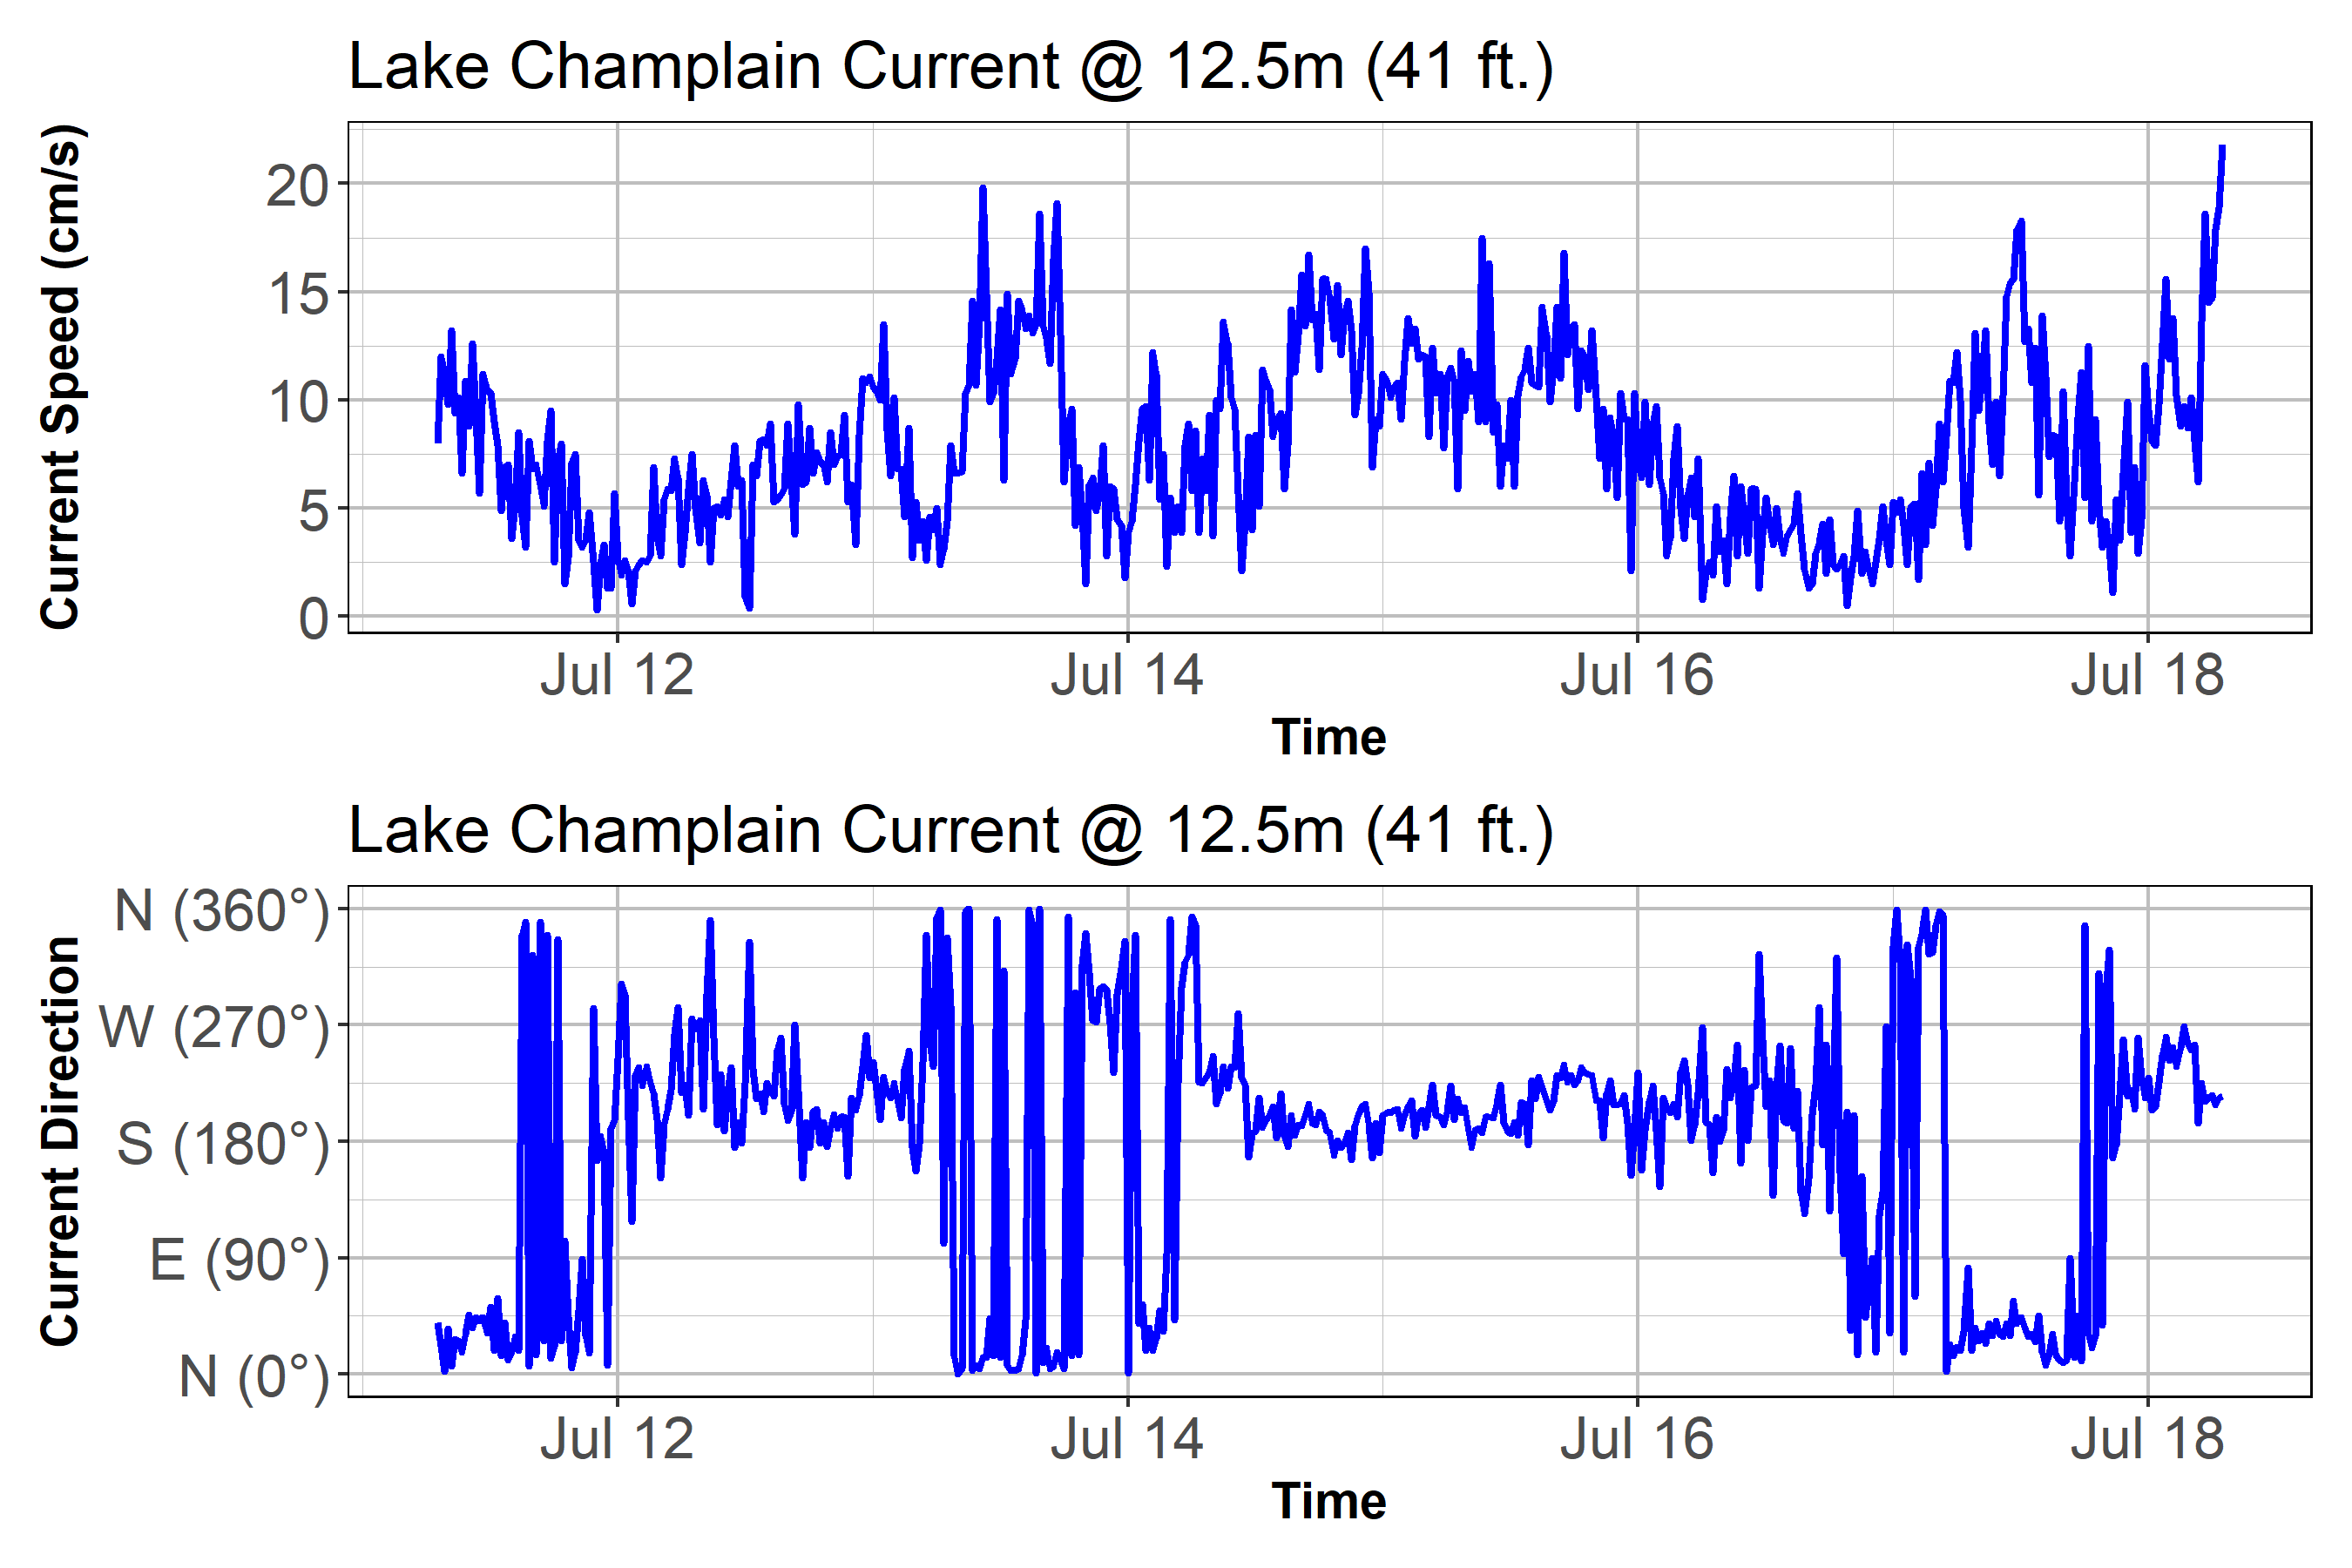 Lake Champlain Current @ 12.5m (41 ft.)
Current Speed (cm/s)
20
15
10
5
0
Jul 12 Jul 14 Jul 16 Jul 18
Time
Lake Champlain Current @ 12.5m (41 ft.)
Current Direction
N (360°)
W (270°)
S (180°)
E (90°)
N (0°)
Jul 12 Jul 14 Jul 16 Jul 18
Time